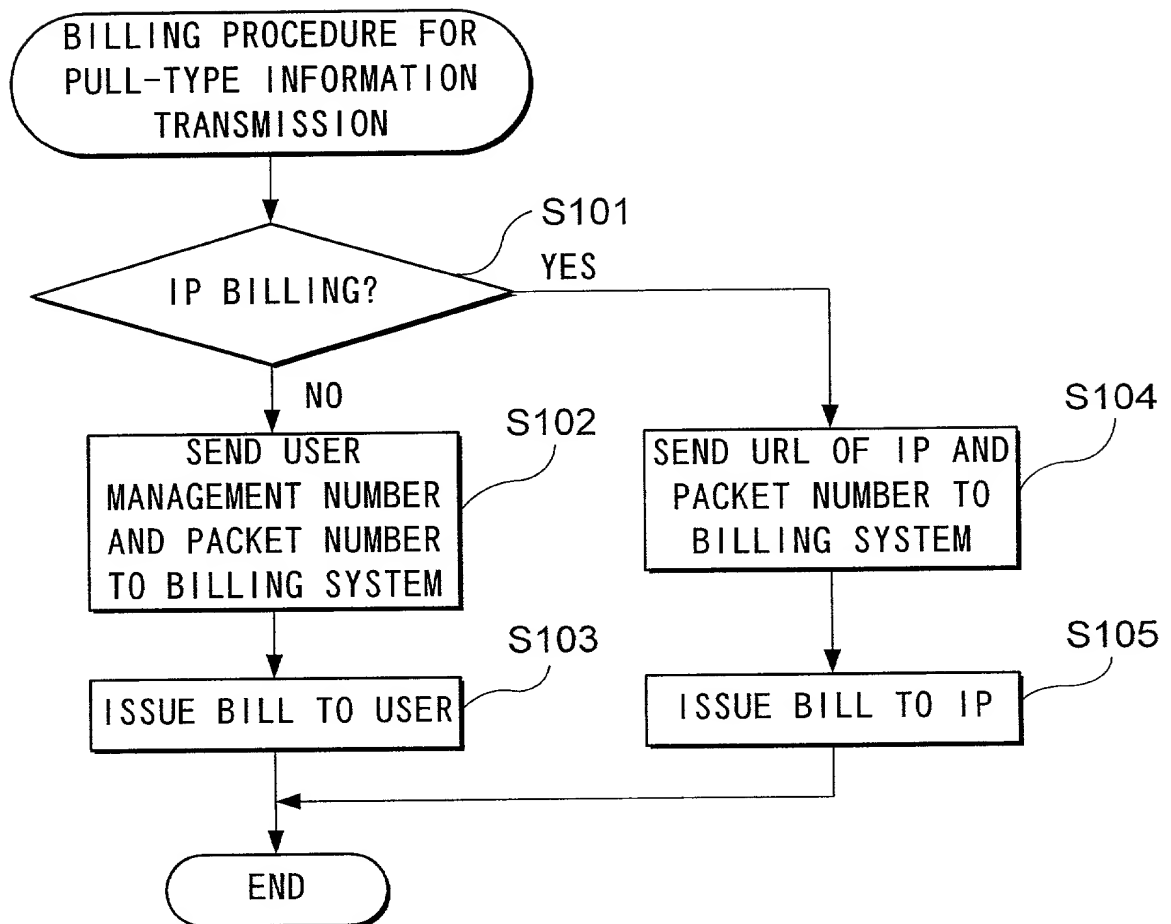 BILLING PROCEDURE FOR
PULL-TYPE INFORMATION
TRANSMISSION
S101
IP BILLING?
YES
NO
S102
SEND USER
MANAGEMENT NUMBER
AND PACKET NUMBER
TO BILLING SYSTEM
S104
SEND URL OF IP AND
PACKET NUMBER TO
BILLING SYSTEM
S103
ISSUE BILL TO USER
S105
ISSUE BILL TO IP
END